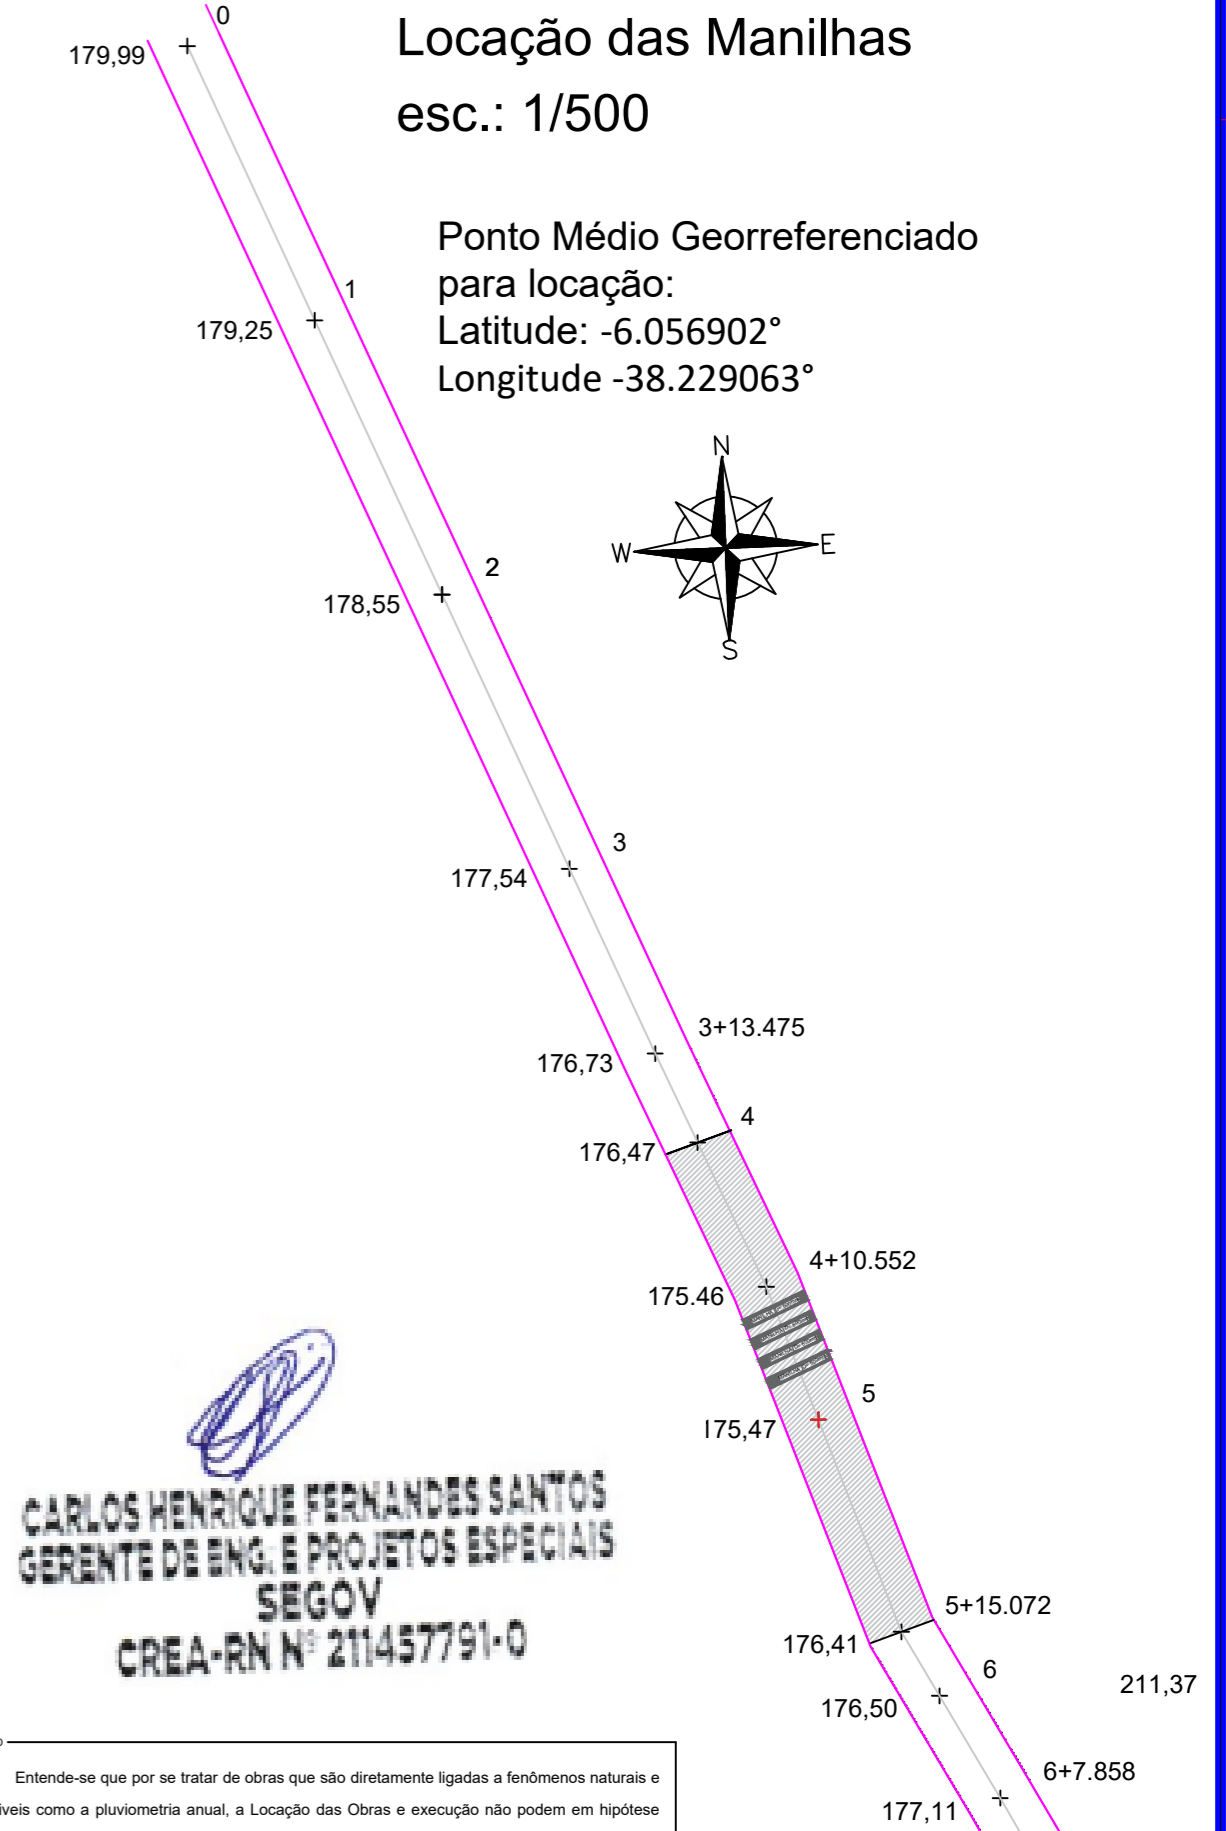 0
Locação das Manilhas
179,99
esc.: 1/500
Ponto Médio Georreferenciado
para locação:
Latitude: -6.056902°
Longitude -38.229063°
1
179,25
N
W
E
S
2
178,55
3
177,54
3+13.475
176,73
4
176,47
4+10.552
175.46
5
175,47
CARLOS HENRIQUE FERNANDES SANTOS
GERENTE DE ENG. E PROJETOS ESPECIAIS
SEGOV
CREA-RN Nº 211457791-0
5+15.072
176,41
6
211,37
176,50
6+7.858
177,11
Entende-se que por se tratar de obras que são diretamente ligadas a fenômenos naturais e
íveis como a pluviometria anual, a Locação das Obras e execução não podem em hipótese